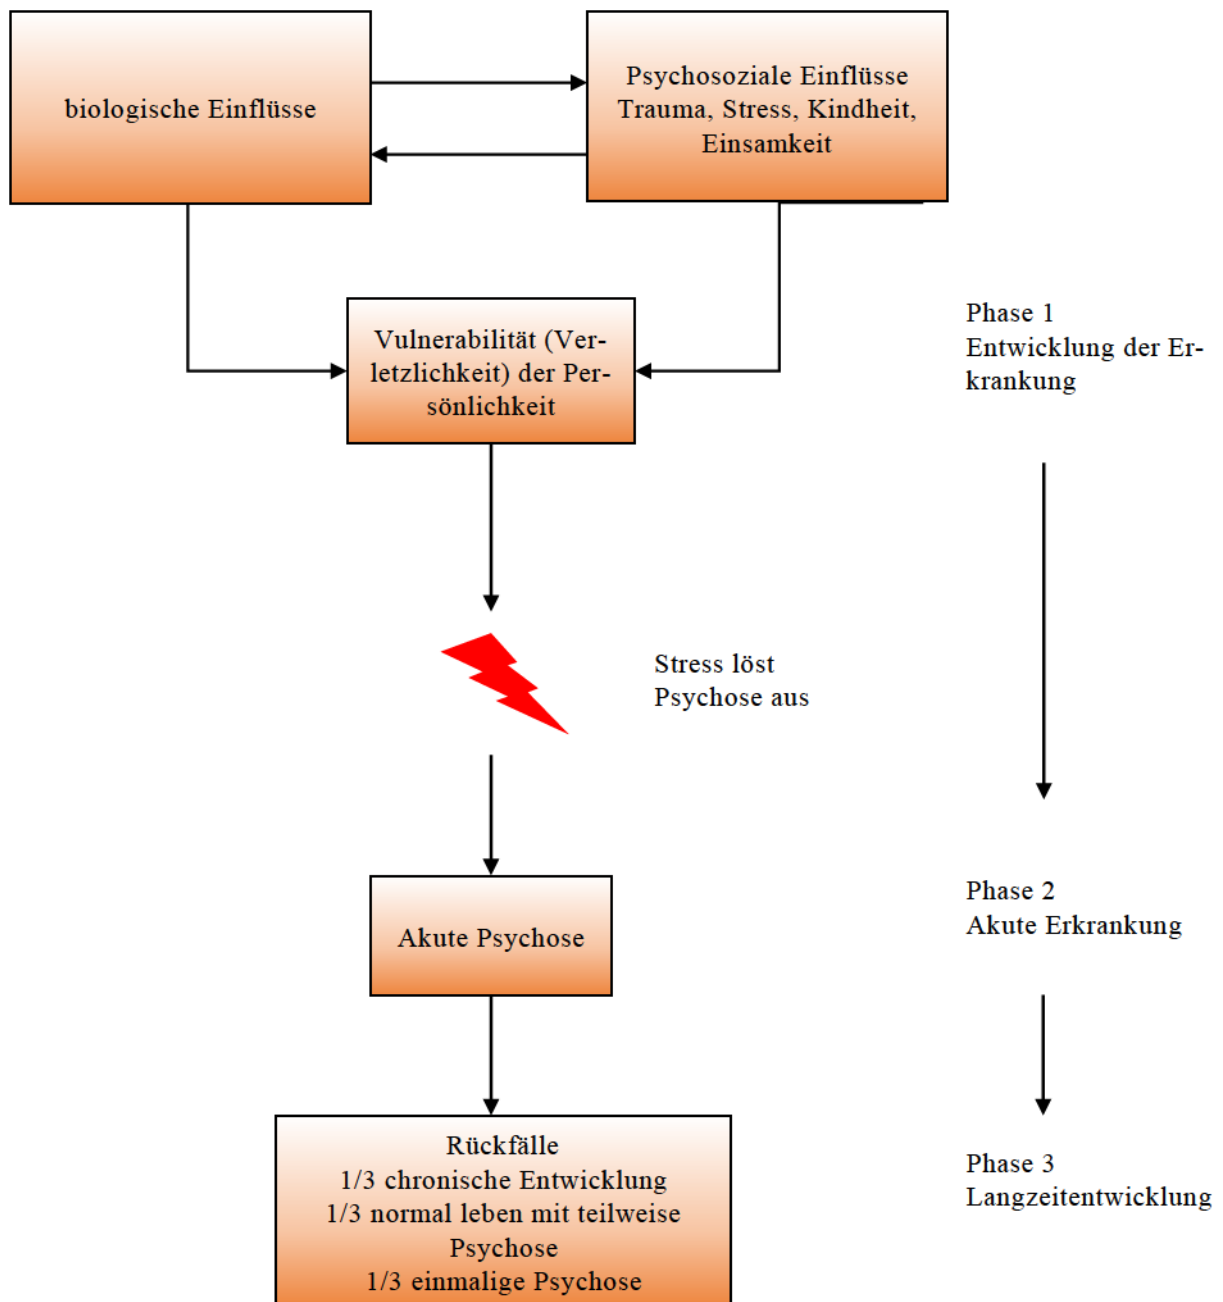 biologische Einflüsse
Psychosoziale Einflüsse
Trauma, Stress, Kindheit,
Einsamkeit
Vulnerabilität (Ver-
letzlichkeit) der Per-
sönlichkeit
Phase 1
Entwicklung der Er-
krankung
Stress löst
Psychose aus
Akute Psychose
Phase 2
Akute Erkrankung
Rückfälle
1/3 chronische Entwicklung
1/3 normal leben mit teilweise
Psychose
1/3 einmalige Psychose
Phase 3
Langzeitentwicklung